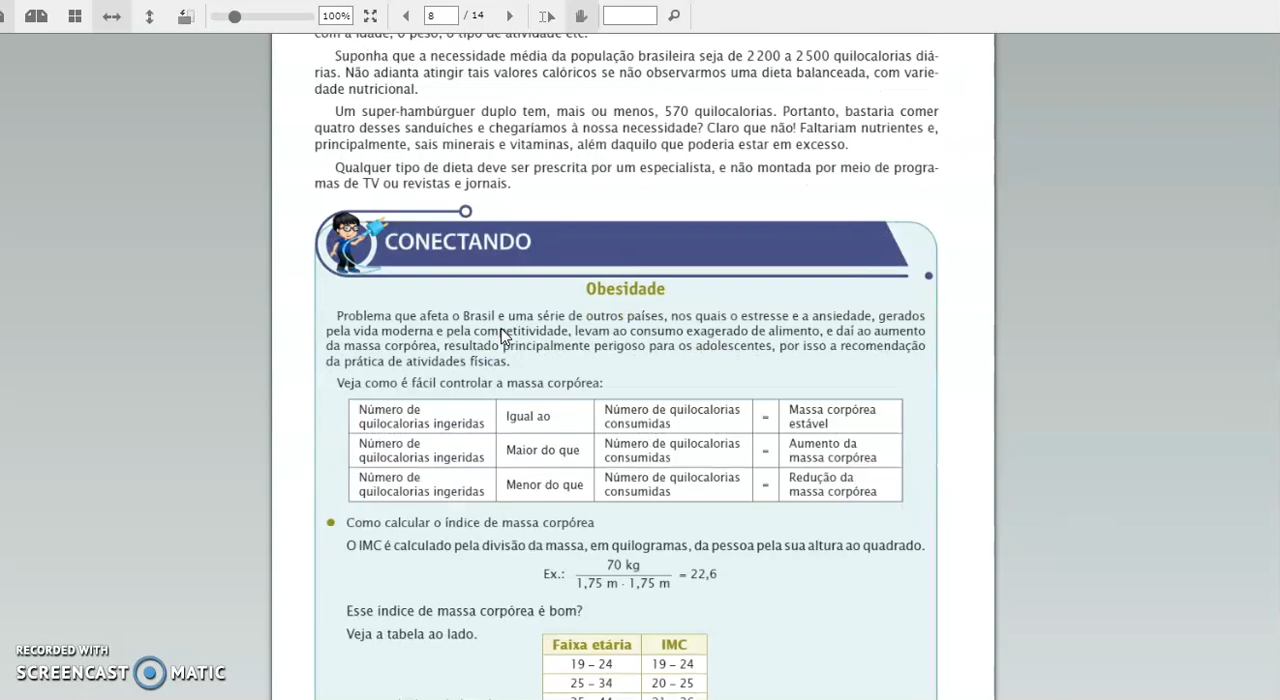 100%
8
/ 14
com a idade, o peso, o tipo de atividade etc.
Suponha que a necessidade média da população brasileira seja de 2 200 a 2 500 quilocalorias diá-
rias. Não adianta atingir tais valores calóricos se não observarmos uma dieta balanceada, com varie-
dade nutricional.
Um super-hambúrguer duplo tem, mais ou menos, 570 quilocalorias. Portanto, bastaria comer
quatro desses sanduíches e chegaríamos à nossa necessidade? Claro que não! Faltariam nutrientes e,
principalmente, sais minerais e vitaminas, além daquilo que poderia estar em excesso.
Qualquer tipo de dieta deve ser prescrita por um especialista, e não montada por meio de progra-
mas de TV ou revistas e jornais.
CONECTANDO
Obesidade
Problema que afeta o Brasil e uma série de outros países, nos quais o estresse e a ansiedade, gerados
pela vida moderna e pela competitividade, levam ao consumo exagerado de alimento, e daí ao aumento
da massa corpórea, resultado principalmente perigoso para os adolescentes, por isso a recomendação
da prática de atividades físicas.
Veja como é fácil controlar a massa corpórea:
Número de quilocalorias ingeridas Igual ao Número de quilocalorias consumidas = Massa corpórea estável
Número de quilocalorias ingeridas Maior do que Número de quilocalorias consumidas = Aumento da massa corpórea
Número de quilocalorias ingeridas Menor do que Número de quilocalorias consumidas = Redução da massa corpórea
Como calcular o índice de massa corpórea
O IMC é calculado pela divisão da massa, em quilogramas, da pessoa pela sua altura ao quadrado.
Ex.: 70 kg
1,75 m · 1,75 m = 22,6
Esse índice de massa corpórea é bom?
Veja a tabela ao lado.
Faixa etária IMC
19 – 24 19 – 24
25 – 34 20 – 25
RECORDED WITH
SCREENCAST MATIC